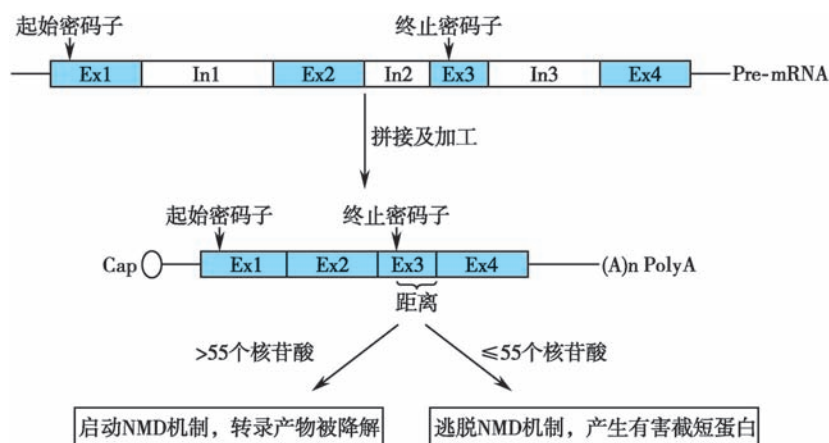 起始密码子 终止密码子
Ex1 In1 Ex2 In2 Ex3 In3 Ex4 Pre-mRNA
拼接及加工
起始密码子 终止密码子
Cap Ex1 Ex2 Ex3 Ex4 (A)n PolyA
距离
>55个核苷酸 ≤55个核苷酸
启动NMD机制，转录产物被降解 逃脱NMD机制，产生有害截短蛋白